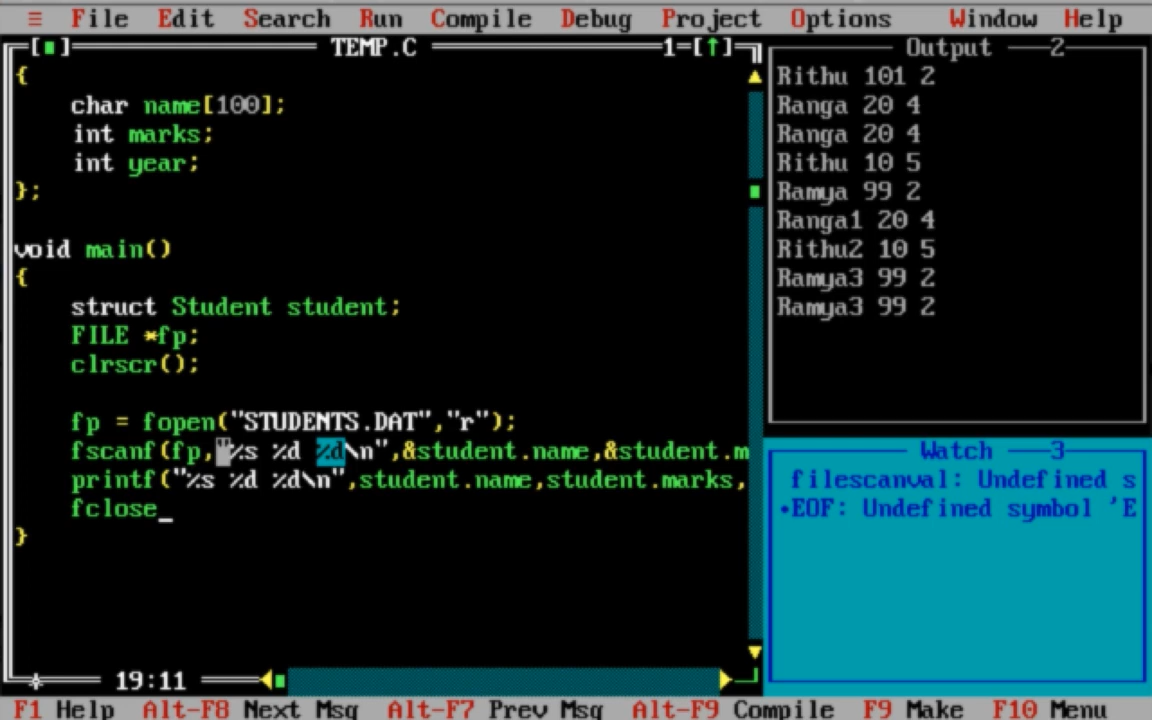 ≡ File Edit Search Run Compile Debug Project Options Window Help
[■] TEMP.C 1=[↑]
{
char name[100];
int marks;
int year;
};
void main()
{
struct Student student;
FILE *fp;
clrscr();
fp = fopen("STUDENTS.DAT","r");
fscanf(fp,"%s %d %d\n",&student.name,&student.m
printf("%s %d %d\n",student.name,student.marks,
fclose_
}
19:11
Output 2
Rithu 101 2
Ranga 20 4
Ranga 20 4
Rithu 10 5
Ramya 99 2
Ranga1 20 4
Rithu2 10 5
Ramya3 99 2
Ramya3 99 2
Watch 3
filescanval: Undefined s
•EOF: Undefined symbol 'E
F1 Help Alt-F8 Next Msg Alt-F7 Prev Msg Alt-F9 Compile F9 Make F10 Menu